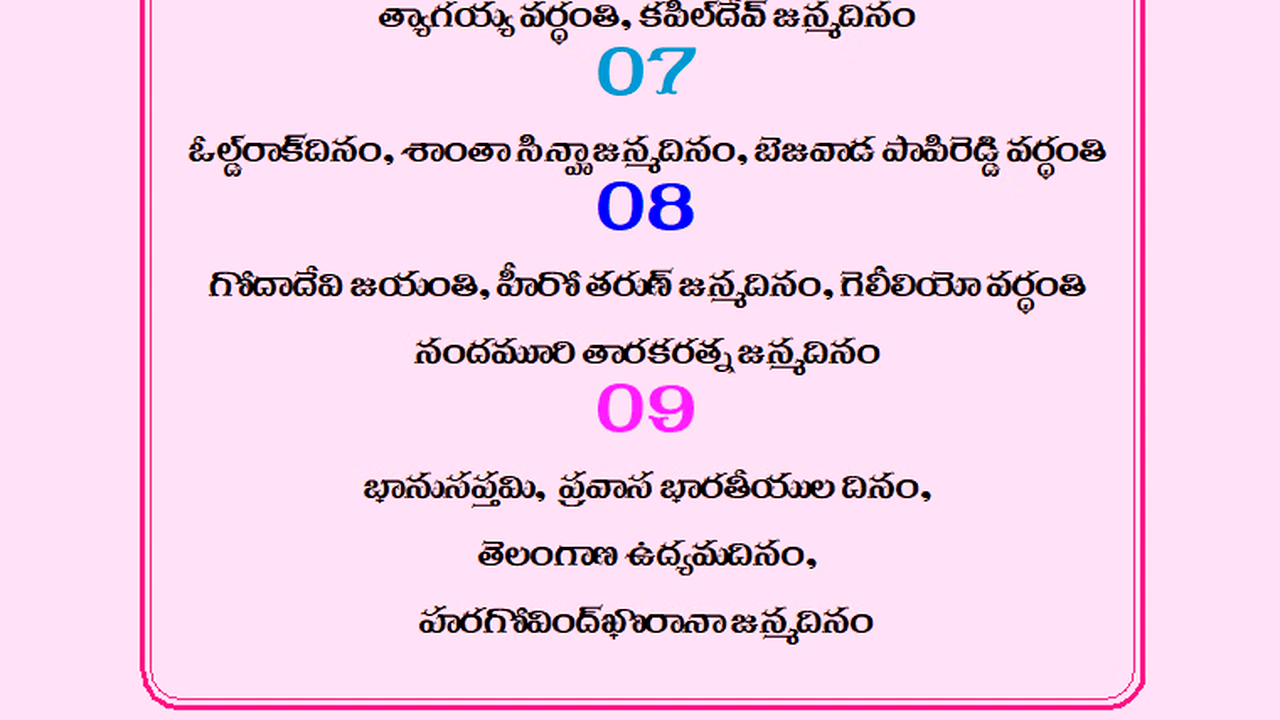 త్యాగయ్య వర్ధంతి, కపిల్‌దేవ్ జన్మదినం
07
ఓల్డ్‌రాక్‌దినం, శాంతా సిన్హా జన్మదినం, బెజవాడ పాపిరెడ్డి వర్ధంతి
08
గోదాదేవి జయంతి, హీరో తరుణ్ జన్మదినం, గెలీలియో వర్ధంతి
నందమూరి తారకరత్న జన్మదినం
09
భానుసప్తమి, ప్రవాస భారతీయుల దినం,
తెలంగాణ ఉద్యమదినం,
హరగోవింద్‌ఖొరానా జన్మదినం